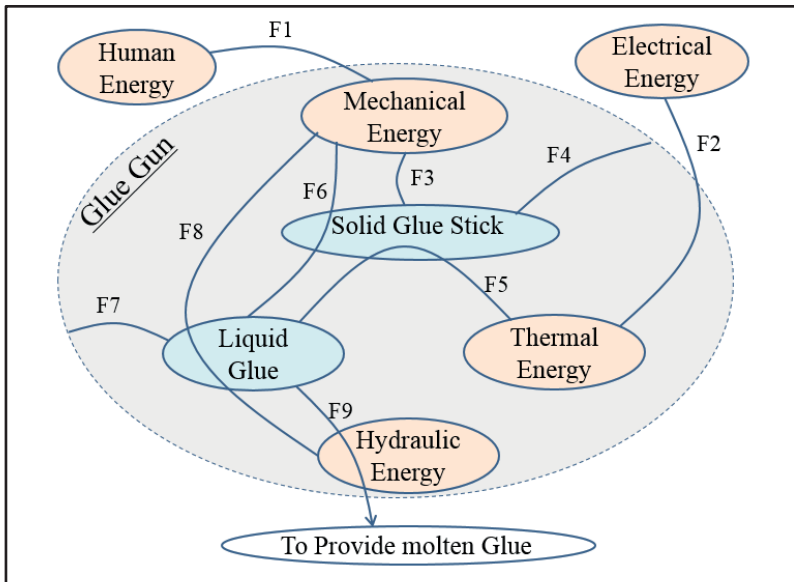 F1
Human
Energy
Electrical
Energy
Mechanical
Energy
Glue Gun
F2
F4
F3
F6
Solid Glue Stick
F8
F5
F7
Liquid
Glue
Thermal
Energy
F9
Hydraulic
Energy
To Provide molten Glue